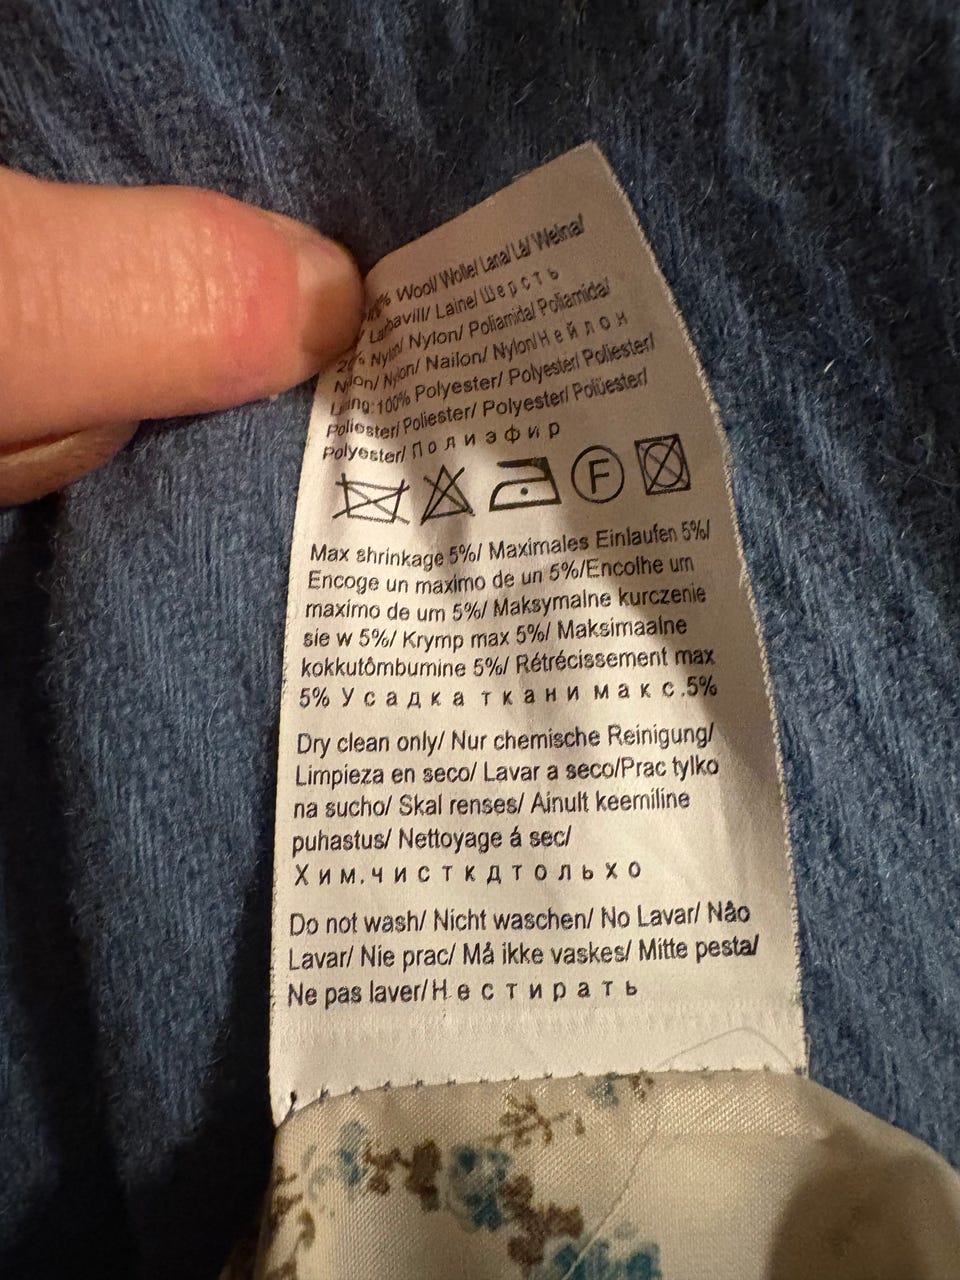 Wool/ Wolle/ Lana/ Lã/ Wełna/
Lambavill/ Laine/ Шерсть
Nylon/ Nylon/ Poliamida/ Poliamida/
Nylon/ Nylon/ Nailon/ Nylon/Нейлон
Lining:100% Polyester/ Polyester/ Poliester/
Poliester/ Poliester/ Polyester/ Polüester/
Polyester/ Полиэфир
F
Max shrinkage 5%/ Maximales Einlaufen 5%/
Encoge un maximo de un 5%/Encolhe um
maximo de um 5%/ Maksymalne kurczenie
sie w 5%/ Krymp max 5%/ Maksimaalne
kokkutõmbumine 5%/ Rétrécissement max
5% Усадка ткани макс.5%
Dry clean only/ Nur chemische Reinigung/
Limpieza en seco/ Lavar a seco/Prac tylko
na sucho/ Skal renses/ Ainult keemiline
puhastus/ Nettoyage á sec/
Хим.чисткдтолько
Do not wash/ Nicht waschen/ No Lavar/ Não
Lavar/ Nie prac/ Må ikke vaskes/ Mitte pesta/
Ne pas laver/Нестирать